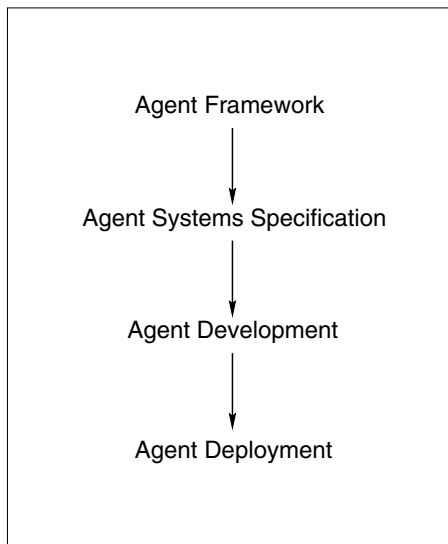 Agent Framework
Agent Systems Specification
Agent Development
Agent Deployment